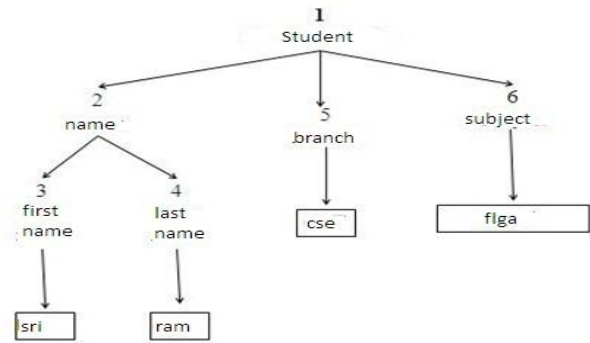 1
Student
2
name
5
branch
6
subject
3
first
name
4
last
name
cse
flga
sri
ram